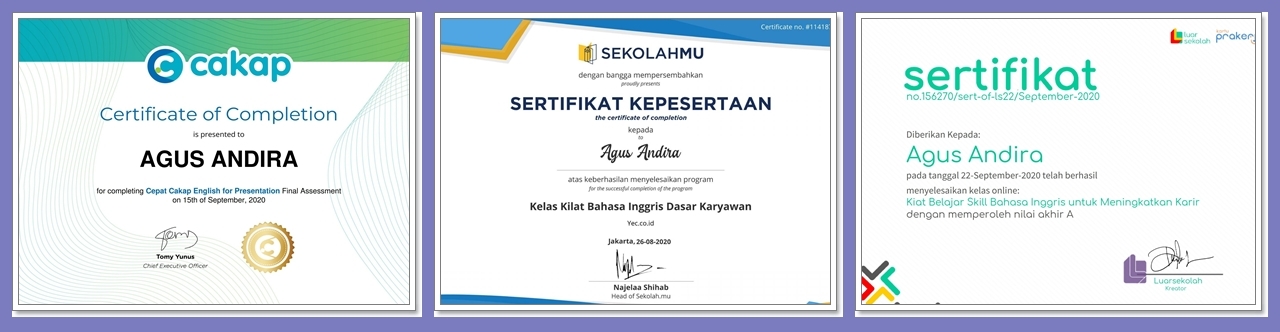 cakap
Certificate of Completion
is presented to
AGUS ANDIRA
for completing Cepat Cakap English for Presentation Final Assessment
on 15th of September, 2020
Tomy Yunus
Chief Executive Officer
Certificate no. #114187
SEKOLAHMU
dengan bangga mempersembahkan
proudly presents
SERTIFIKAT KEPESERTAAN
the certificate of completion
kepada
to
Agus Andira
atas keberhasilan menyelesaikan program
for the successful completion of the program
Kelas Kilat Bahasa Inggris Dasar Karyawan
Yec.co.id
Jakarta, 26-08-2020
Najelaa Shihab
Head of Sekolah.mu
luar
sekolah
praker
sertifikat
no.156270/sert-of-ls22/September-2020
Diberikan Kepada:
Agus Andira
pada tanggal 22-September-2020 telah berhasil
menyelesaikan kelas online:
Kiat Belajar Skill Bahasa Inggris untuk Meningkatkan Karir
dengan memperoleh nilai akhir A
Luarsekolah
Kreator